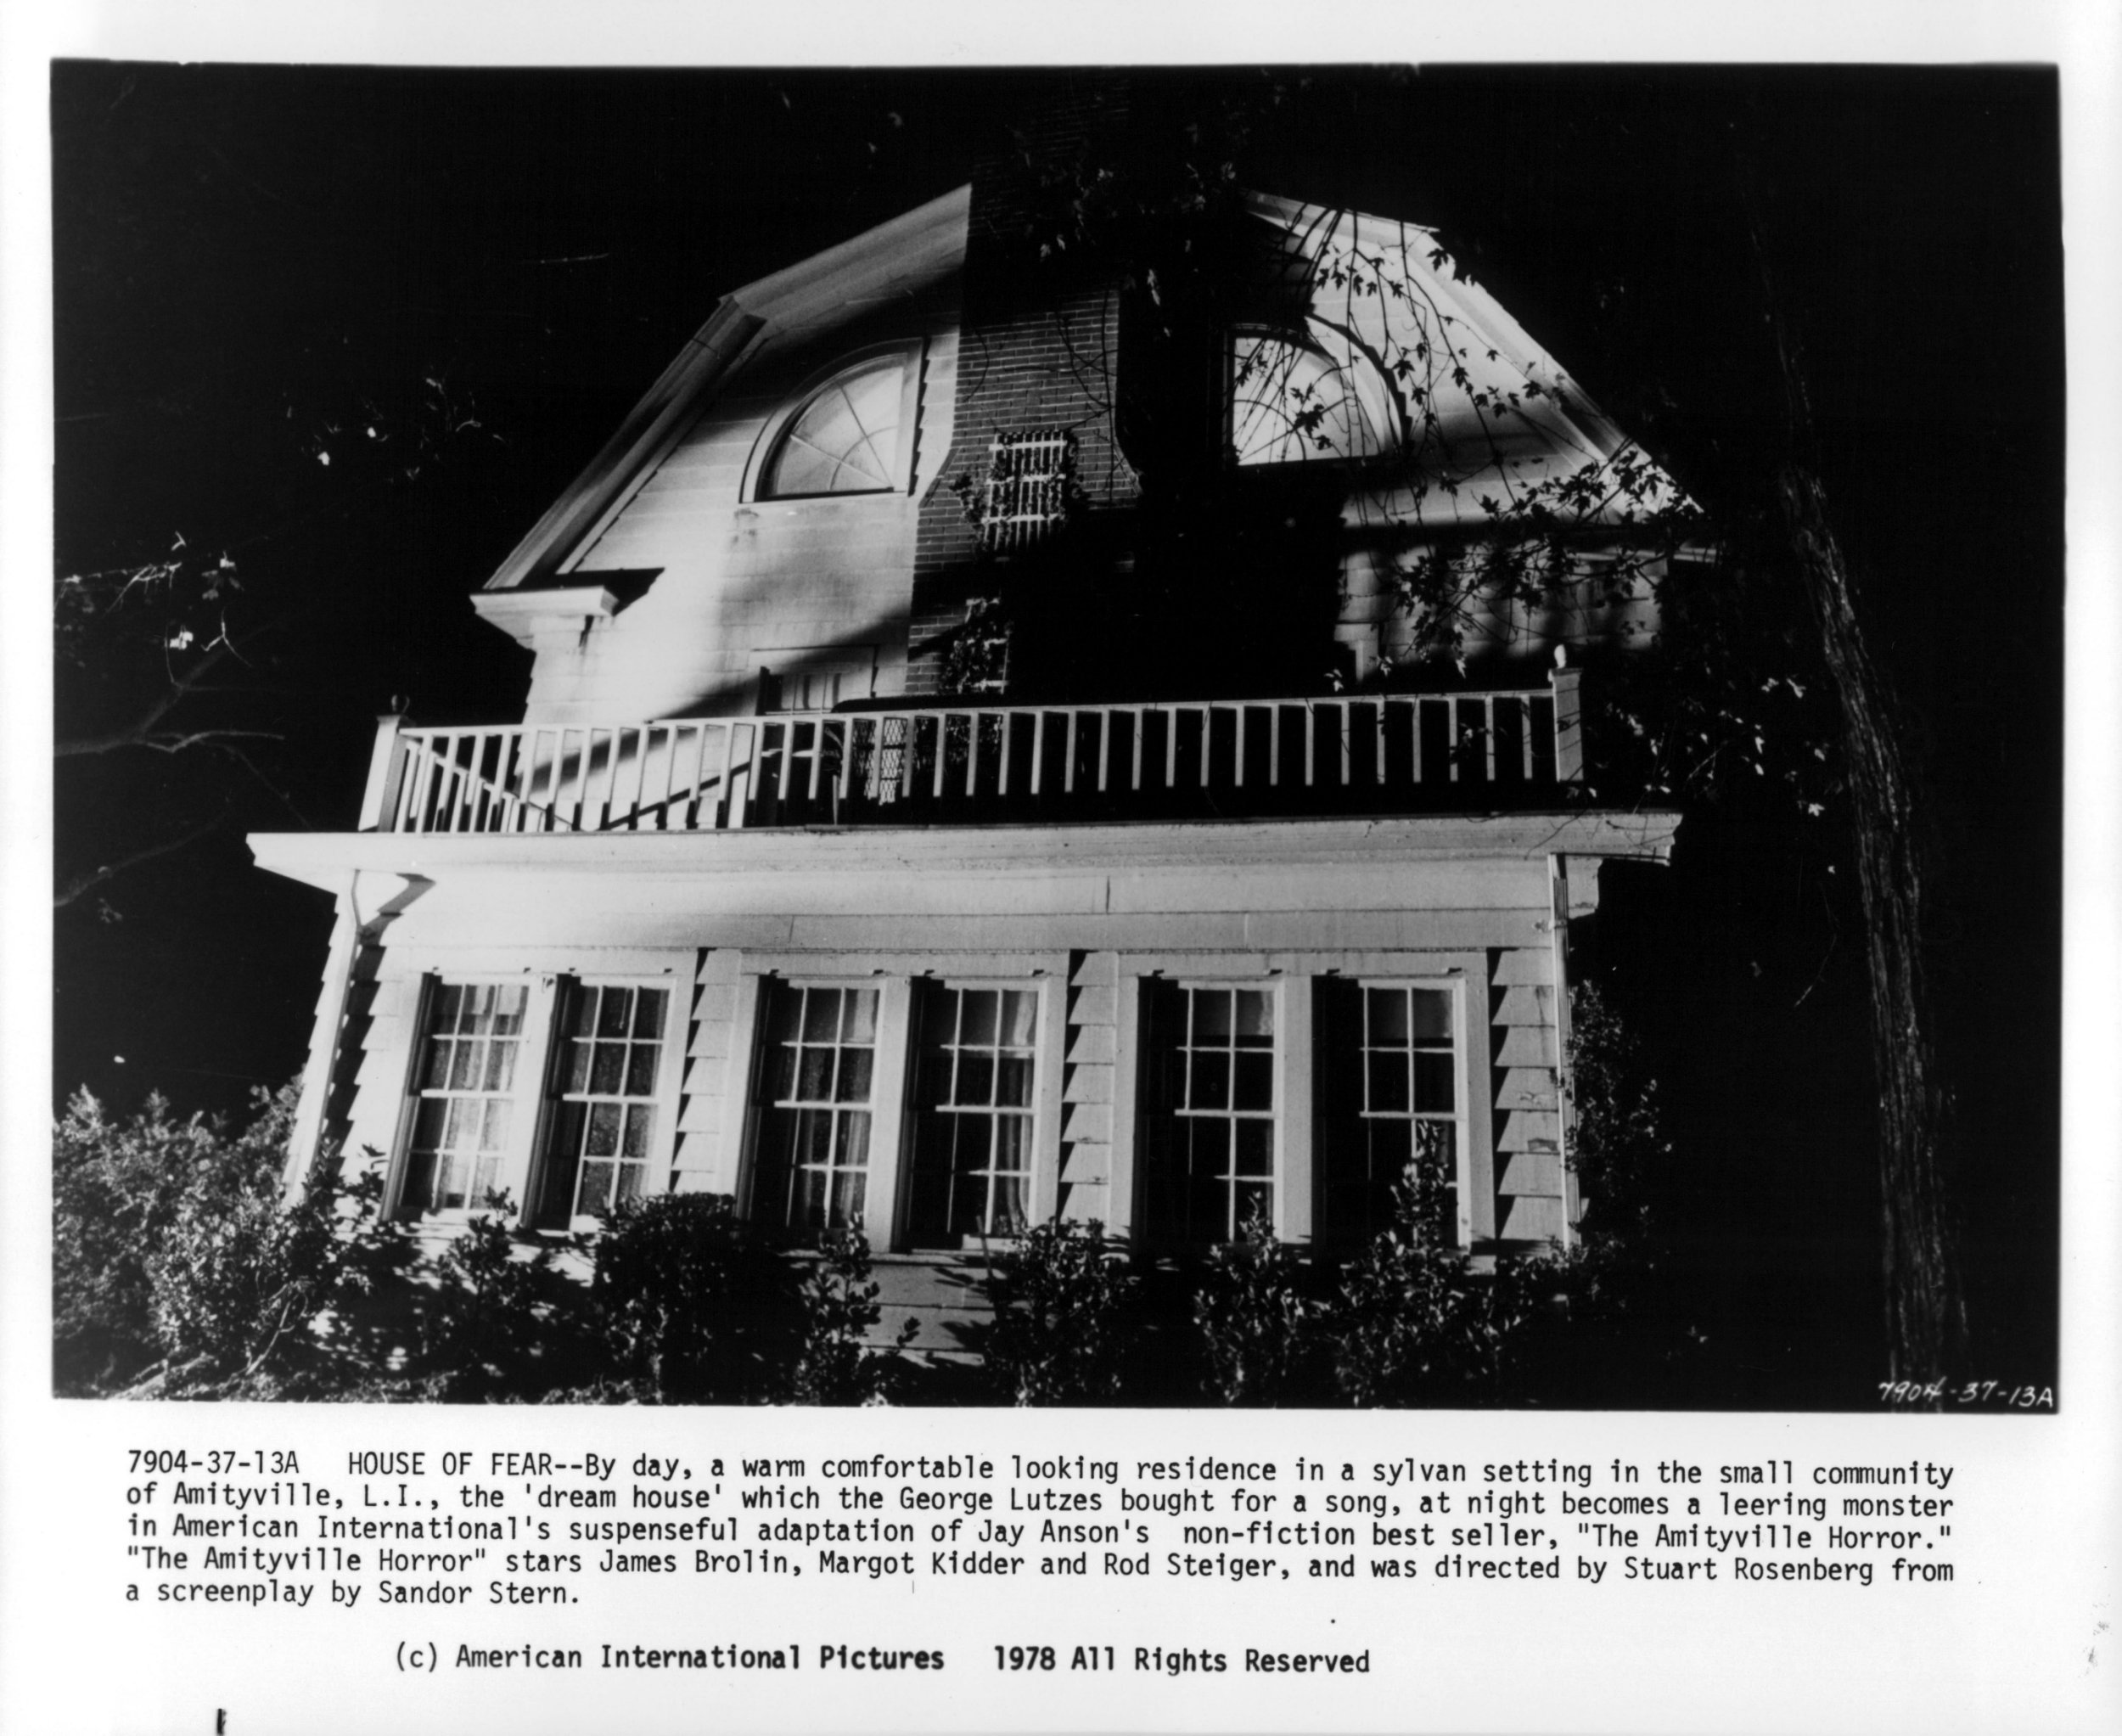 7904-37-13A
7904-37-13A HOUSE OF FEAR--By day, a warm comfortable looking residence in a sylvan setting in the small community
of Amityville, L.I., the 'dream house' which the George Lutzes bought for a song, at night becomes a leering monster
in American International's suspenseful adaptation of Jay Anson's non-fiction best seller, "The Amityville Horror."
"The Amityville Horror" stars James Brolin, Margot Kidder and Rod Steiger, and was directed by Stuart Rosenberg from
a screenplay by Sandor Stern.
(c) American International Pictures 1978 All Rights Reserved